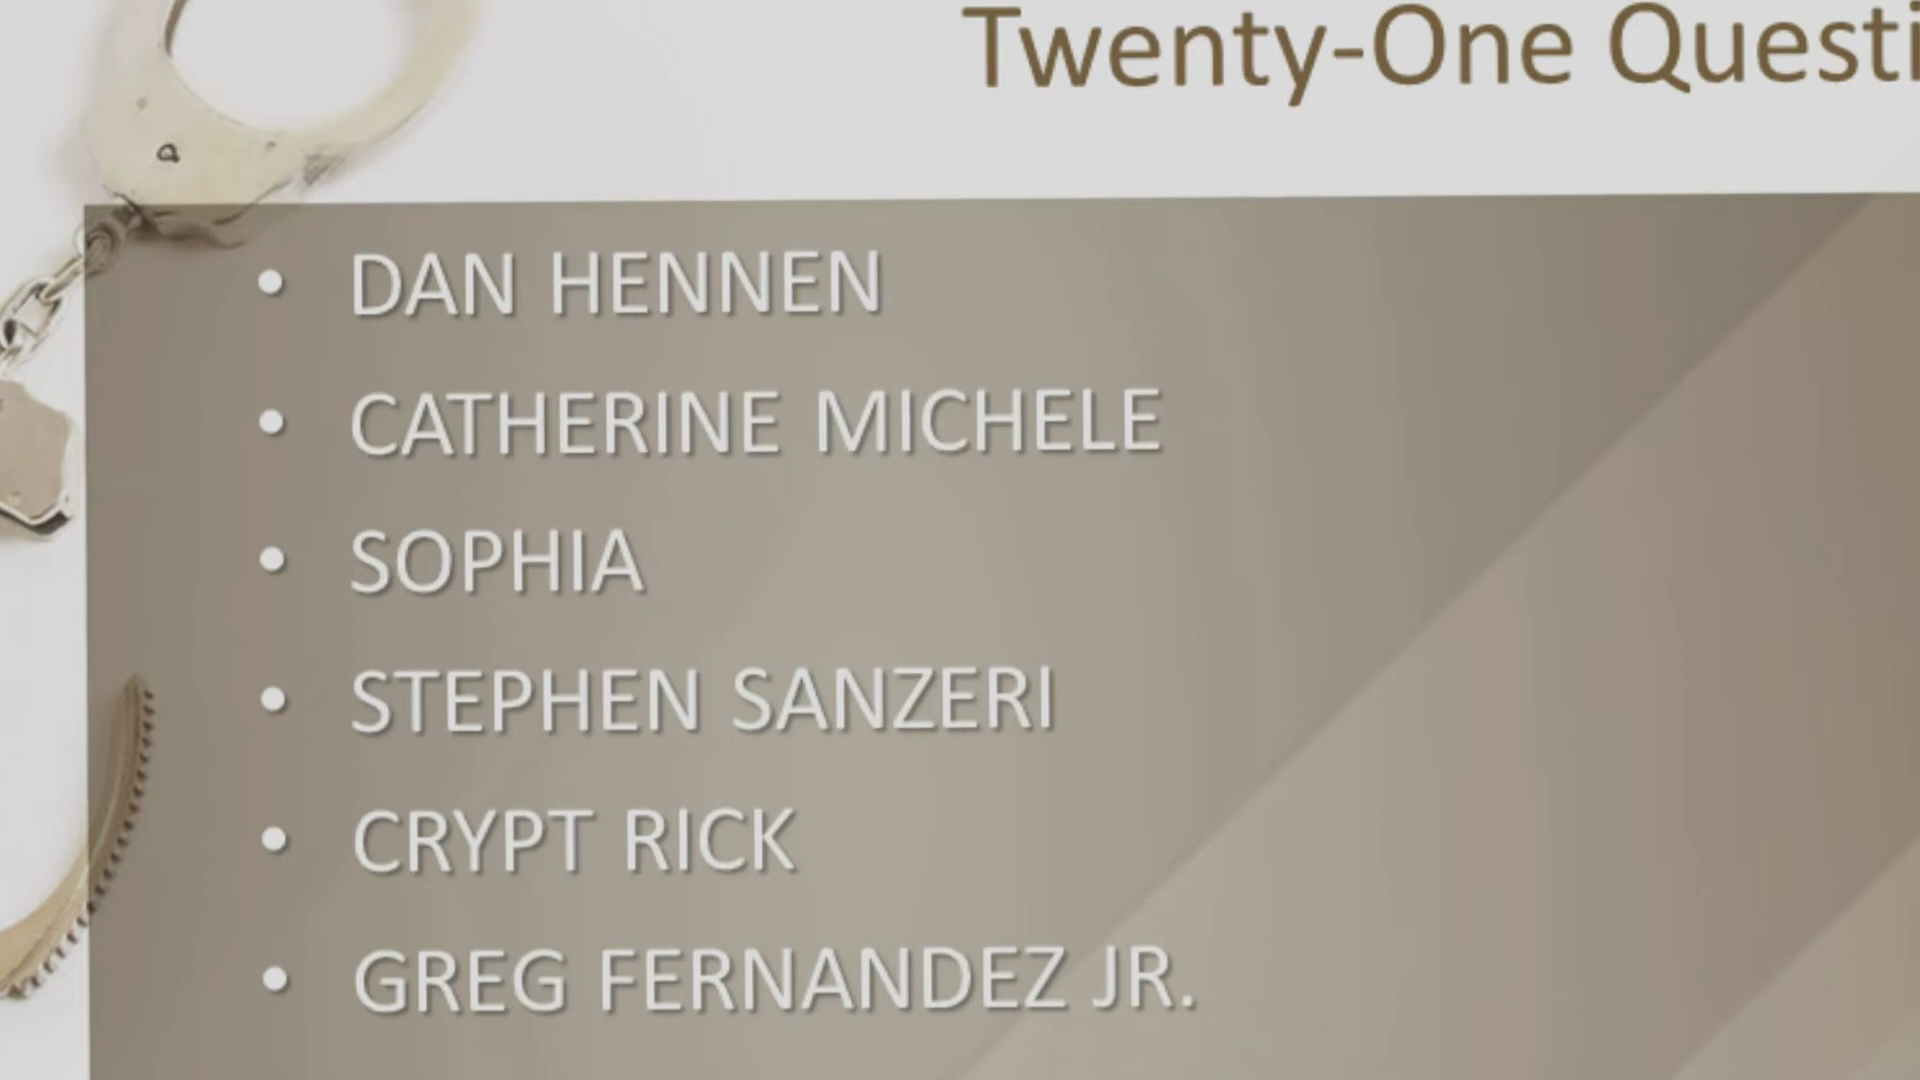 Twenty-One Questi
• DAN HENNEN
• CATHERINE MICHELE
• SOPHIA
• STEPHEN SANZERI
• CRYPT RICK
• GREG FERNANDEZ JR.